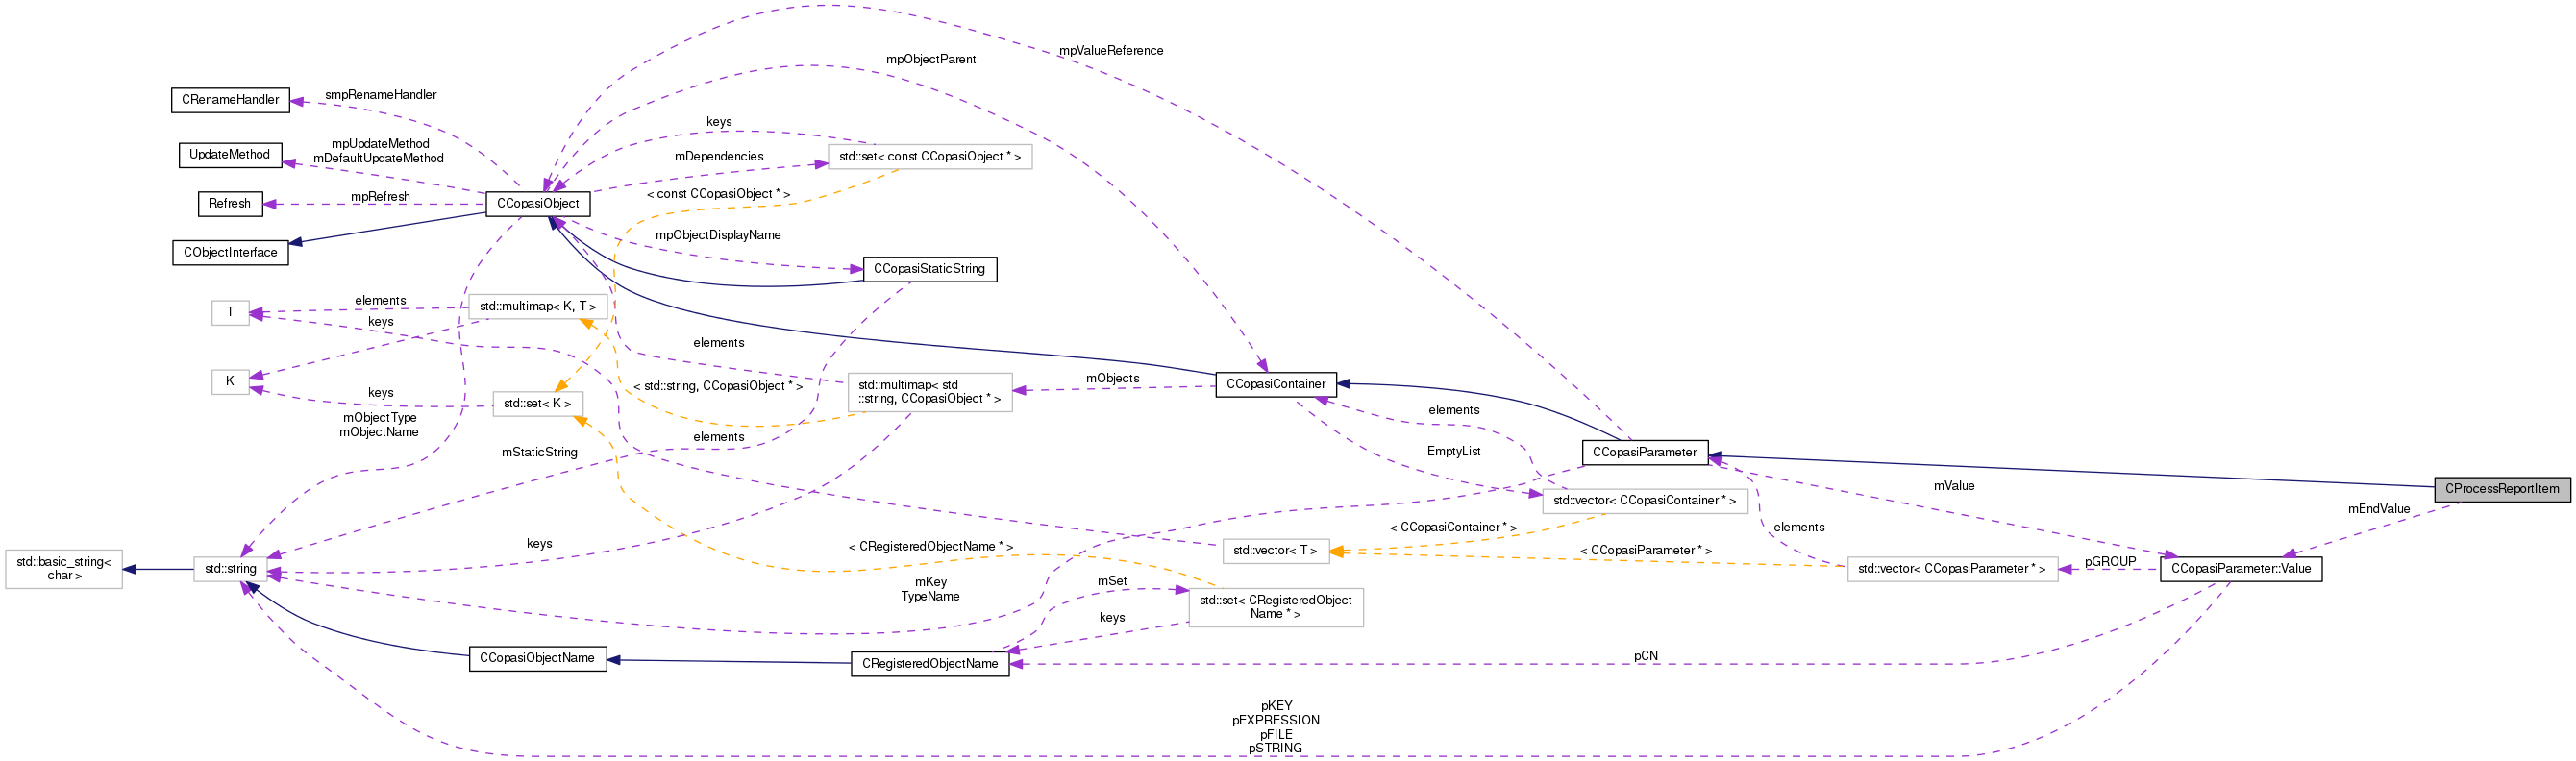 mpValueReference
mpObjectParent
CRenameHandler
smpRenameHandler
keys
UpdateMethod
mpUpdateMethod
mDefaultUpdateMethod
mDependencies
std::set< const CCopasiObject * >
Refresh
mpRefresh
CCopasiObject
< const CCopasiObject * >
CObjectInterface
mpObjectDisplayName
CCopasiStaticString
T
elements
keys
std::multimap< K, T >
elements
K
keys
std::set< K >
< std::string, CCopasiObject * >
std::multimap< std
::string, CCopasiObject * >
mObjects
CCopasiContainer
mObjectType
mObjectName
mStaticString
elements
elements
EmptyList
CCopasiParameter
std::vector< CCopasiContainer * >
mValue
CProcessReportItem
mEndValue
std::basic_string<
char >
std::string
keys
< CRegisteredObjectName * >
std::vector< T >
< CCopasiContainer * >
< CCopasiParameter * >
elements
std::vector< CCopasiParameter * >
pGROUP
CCopasiParameter::Value
mKey
TypeName
mSet
std::set< CRegisteredObject
Name * >
keys
CCopasiObjectName
CRegisteredObjectName
pCN
pKEY
pEXPRESSION
pFILE
pSTRING